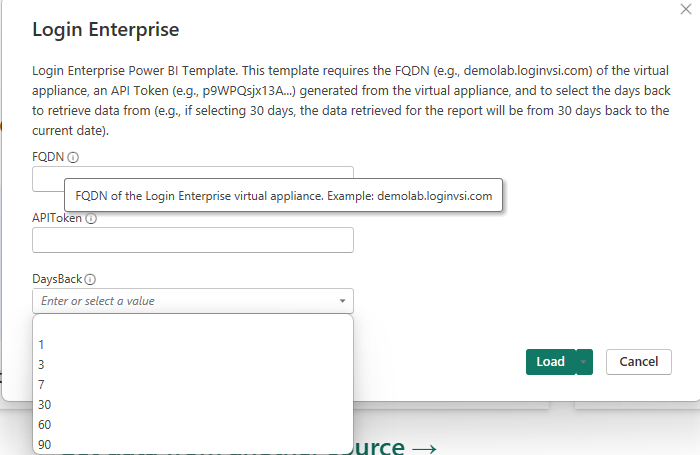 Login Enterprise
Login Enterprise Power BI Template. This template requires the FQDN (e.g., demolab.loginvsi.com) of the virtual
appliance, an API Token (e.g., p9WPQsjx13A...) generated from the virtual appliance, and to select the days back
to retrieve data from (e.g., if selecting 30 days, the data retrieved for the report will be from 30 days back to the
current date).
FQDN
FQDN of the Login Enterprise virtual appliance. Example: demolab.loginvsi.com
APIToken
DaysBack
Enter or select a value
1
3
7
30
60
90
Load
Cancel
source →